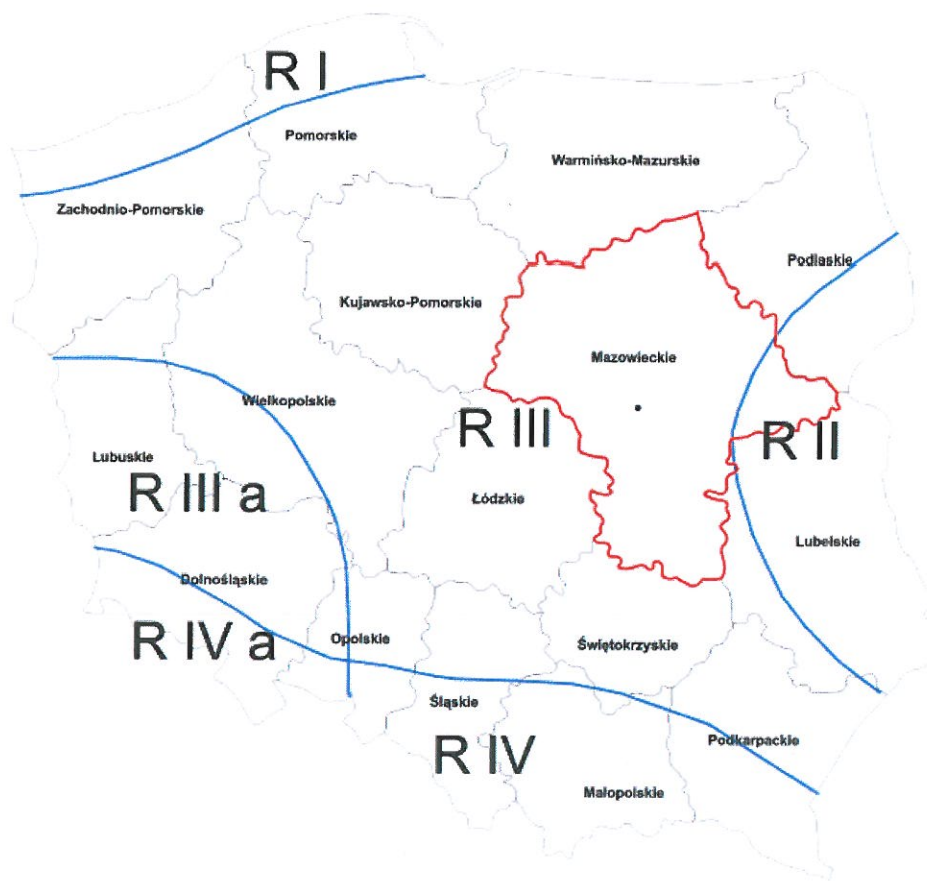 R I
Pomorskie
Warmińsko-Mazurskie
Zachodnio-Pomorskie
Podlaskie
Kujawsko-Pomorskie
Mazowieckie
Wielkopolskie
R III
R II
Lubuskie
R III a
Łódzkie
Lubelskie
Dolnośląskie
R IV a
Opolskie
Świętokrzyskie
Śląskie
R IV
Podkarpackie
Małopolskie